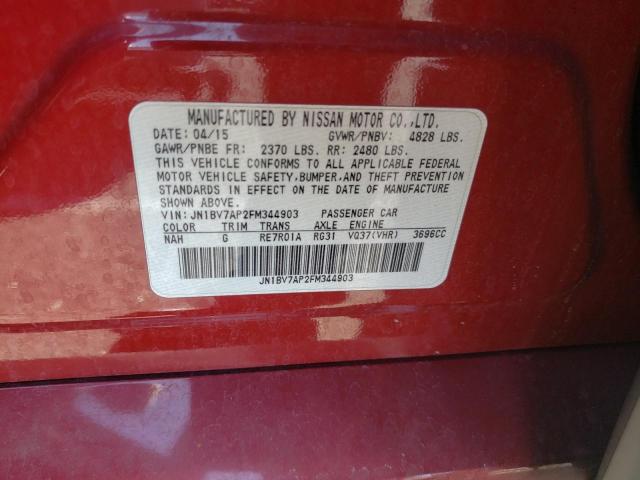 MANUFACTURED BY NISSAN MOTOR CO.,LTD.
DATE: 04/15 GVWR/PNBV: 4828 LBS.
GAWR/PNBE FR: 2370 LBS. RR: 2480 LBS.
THIS VEHICLE CONFORMS TO ALL APPLICABLE FEDERAL
MOTOR VEHICLE SAFETY,BUMPER,AND THEFT PREVENTION
STANDARDS IN EFFECT ON THE DATE OF MANUFACTURE
SHOWN ABOVE.
VIN: JN1BV7AP2FM344903 PASSENGER CAR
COLOR TRIM TRANS AXLE ENGINE
NAH G RE7R01A RG31 VQ37(VHR) 3696CC
JN1BV7AP2FM344903